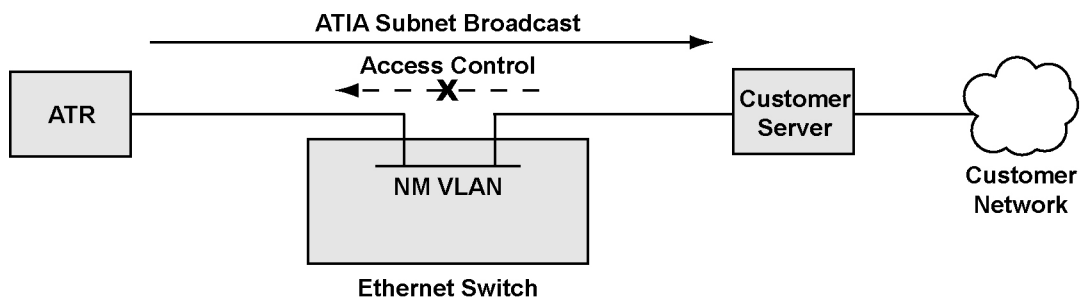 ATIA Subnet Broadcast
Access Control
X
ATR
Customer
Server
NM VLAN
Customer
Network
Ethernet Switch